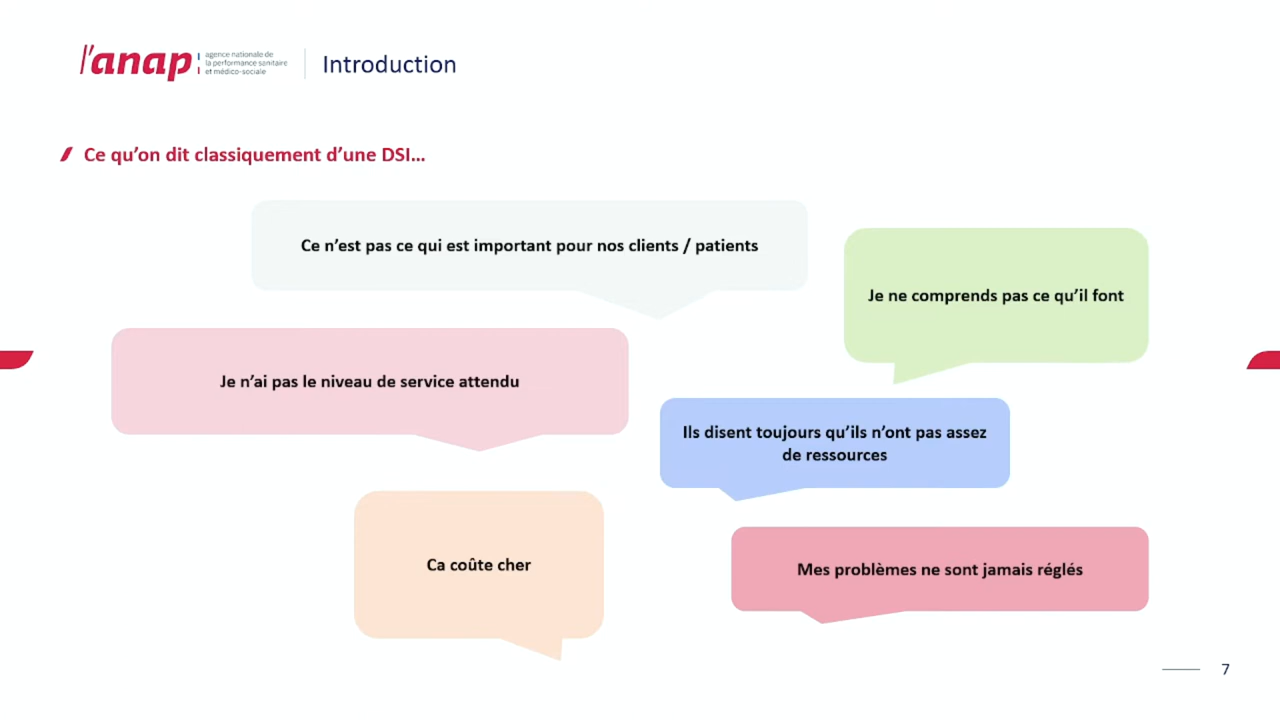 l'anap
agence nationale de
la performance sanitaire
et médico-sociale
Introduction
Ce qu'on dit classiquement d'une DSI...
Ce n'est pas ce qui est important pour nos clients / patients
Je ne comprends pas ce qu'il font
Je n'ai pas le niveau de service attendu
Ils disent toujours qu'ils n'ont pas assez
de ressources
Ca coûte cher
Mes problèmes ne sont jamais réglés
7